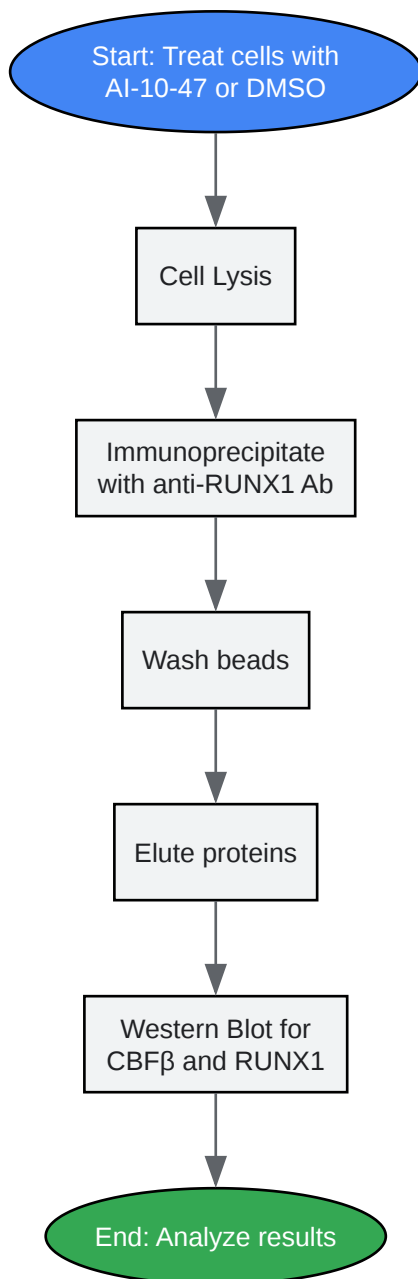 Start: Treat cells with
AI-10-47 or DMSO
Cell Lysis
Immunoprecipitate
with anti-RUNX1 Ab
Wash beads
Elute proteins
Western Blot for
CBFβ and RUNX1
End: Analyze results